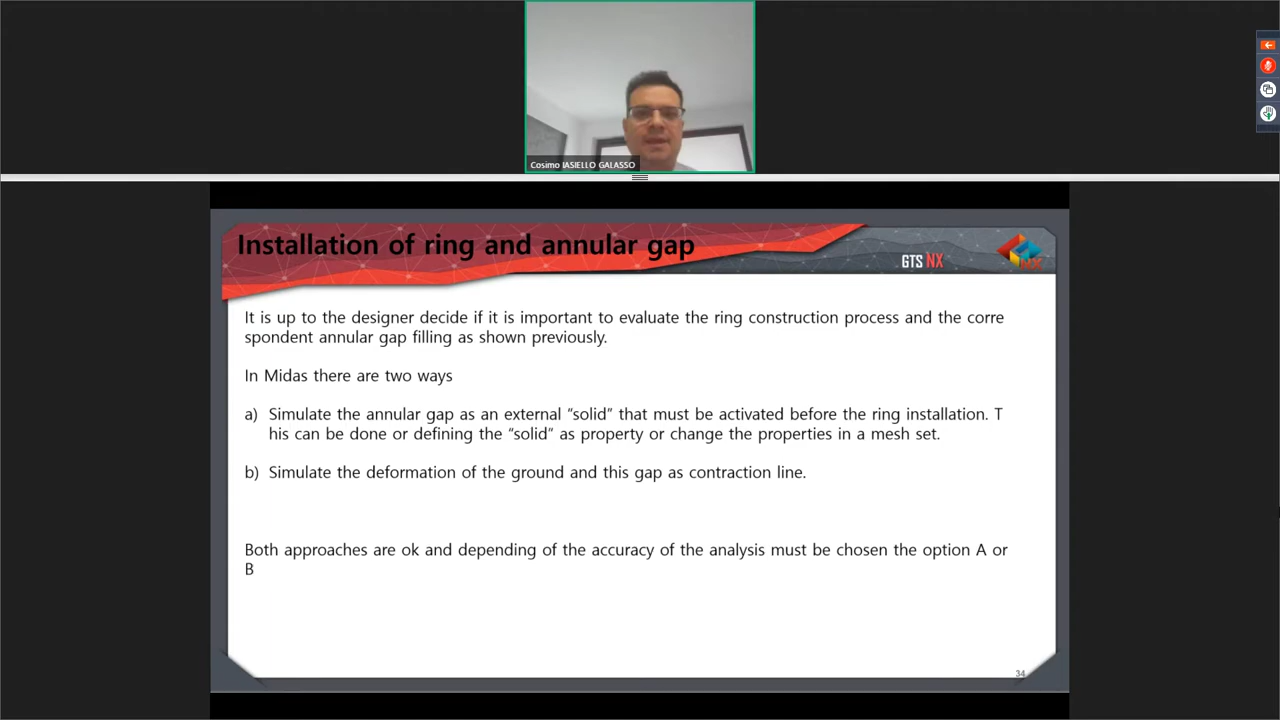 Cosimo IASIELLO GALASSO
Installation of ring and annular gap
GTS NX
NX
It is up to the designer decide if it is important to evaluate the ring construction process and the corre
spondent annular gap filling as shown previously.
In Midas there are two ways
a) Simulate the annular gap as an external “solid” that must be activated before the ring installation. T
his can be done or defining the “solid” as property or change the properties in a mesh set.
b) Simulate the deformation of the ground and this gap as contraction line.
Both approaches are ok and depending of the accuracy of the analysis must be chosen the option A or
B
34